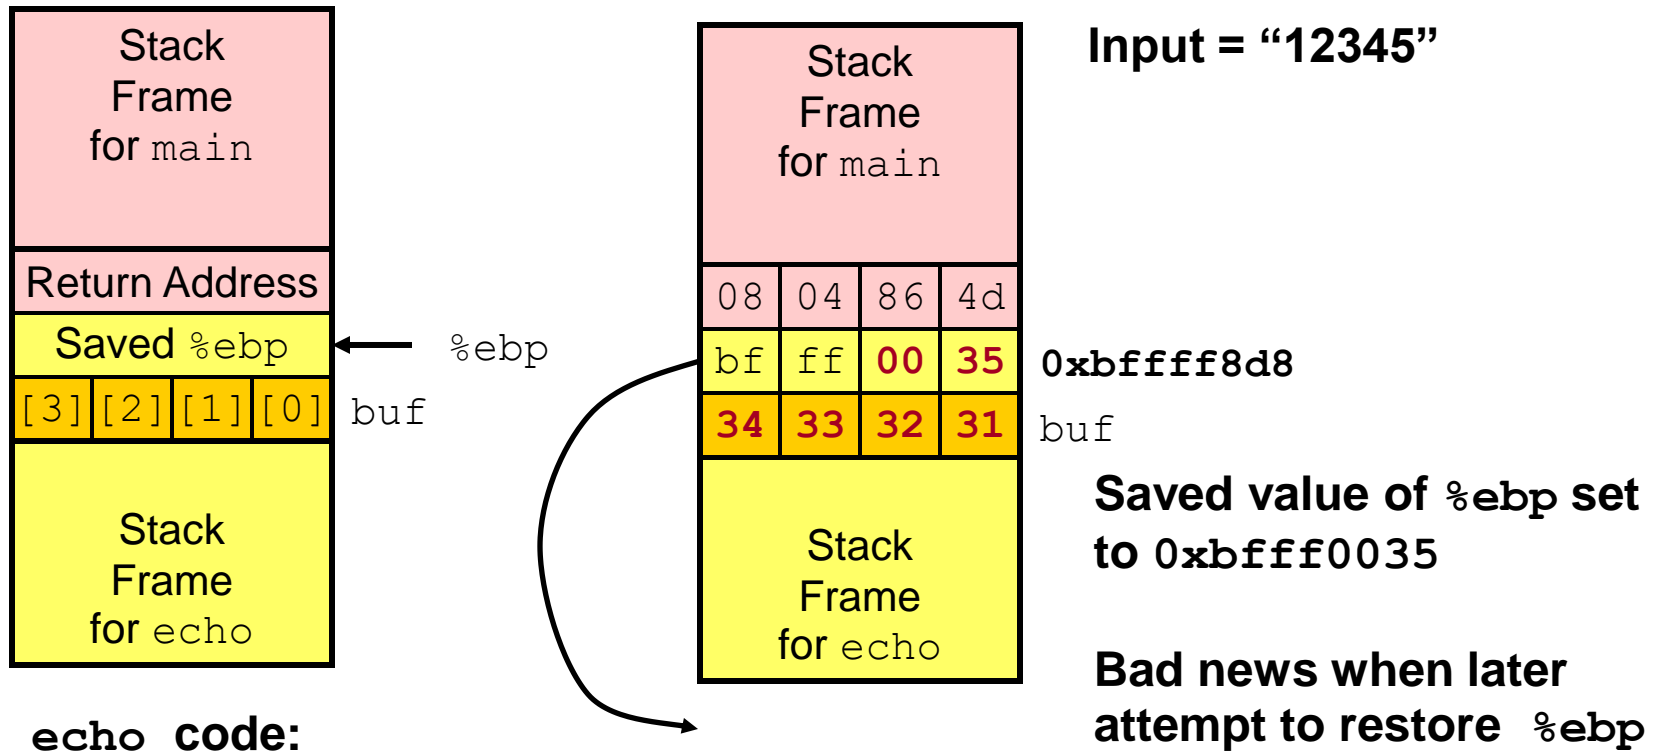 Stack
Frame
for main
Return Address
Saved %ebp
%ebp
[3] [2] [1] [0]
buf
Stack
Frame
for echo
echo code:
Stack
Frame
for main
08 04 86 4d
bf ff 00 35
0xbffff8d8
34 33 32 31
buf
Stack
Frame
for echo
Input = “12345”
Saved value of %ebp set
to 0xbfff0035
Bad news when later
attempt to restore %ebp